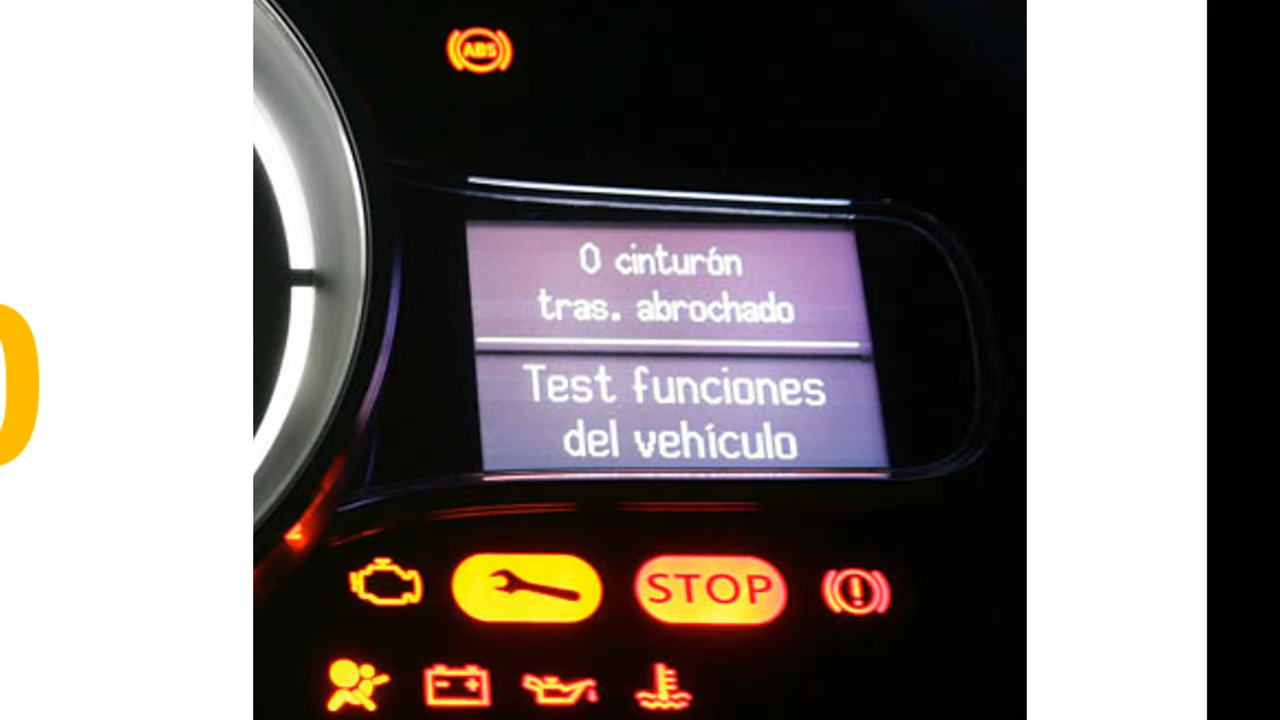 ABS
0 cinturón
tras. abrochado
Test funciones
del vehículo
STOP